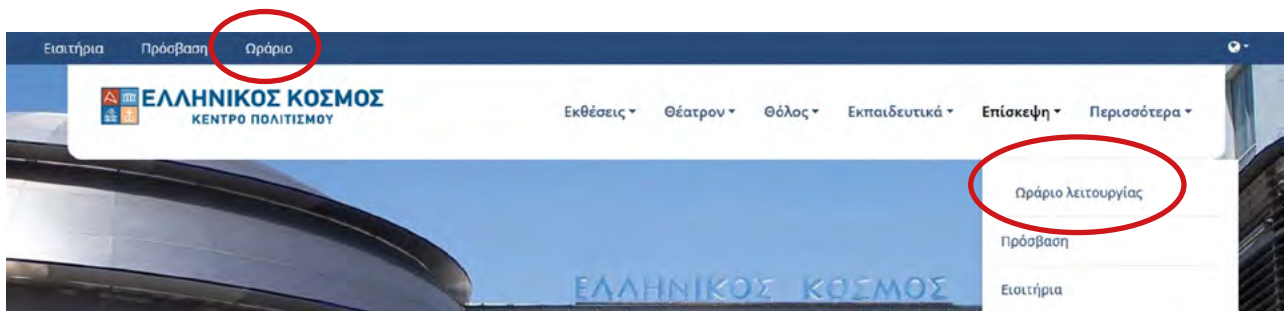 Εισιτήρια Πρόσβαση Ωράριο
ΕΛΛΗΝΙΚΟΣ ΚΟΣΜΟΣ
ΚΕΝΤΡΟ ΠΟΛΙΤΙΣΜΟΥ
Εκθέσεις Θέατρον Θόλος Εκπαιδευτικά Επίσκεψη Περισσότερα
Ωράριο λειτουργίας
Πρόσβαση
Εισιτήρια
ΕΛΛΗΝΙΚΟΣ ΚΟΣΜΟΣ